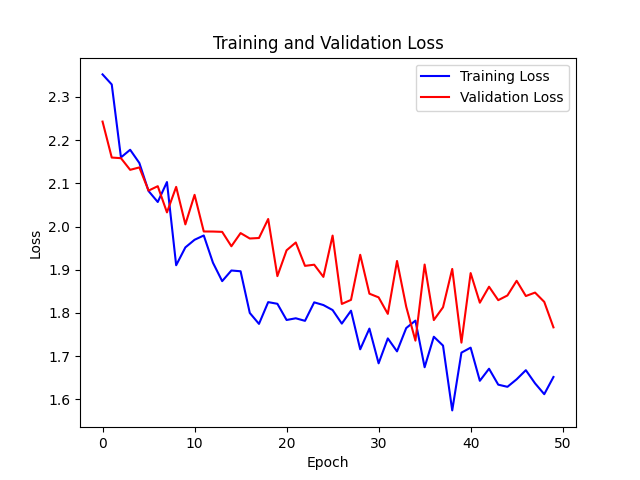 Training and Validation Loss
Training Loss
Validation Loss
Loss
2.3
2.2
2.1
2.0
1.9
1.8
1.7
1.6
0 10 20 30 40 50
Epoch